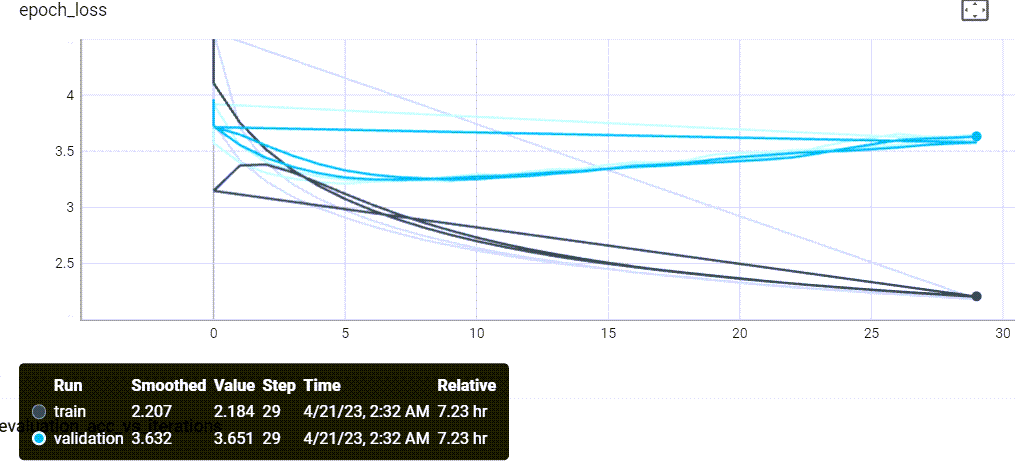 epoch_loss
4
3.5
3
2.5
0 5 10 15 20 25 30
Run Smoothed Value Step Time Relative
train 2.207 2.184 29 4/21/23, 2:32 AM 7.23 hr
validation 3.632 3.651 29 4/21/23, 2:32 AM 7.23 hr
evaluation_acc_vs_iterations